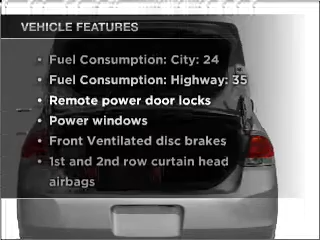 VEHICLE FEATURES
• Fuel Consumption: City: 24
• Fuel Consumption: Highway: 35
• Remote power door locks
• Power windows
• Front Ventilated disc brakes
• 1st and 2nd row curtain head
airbags